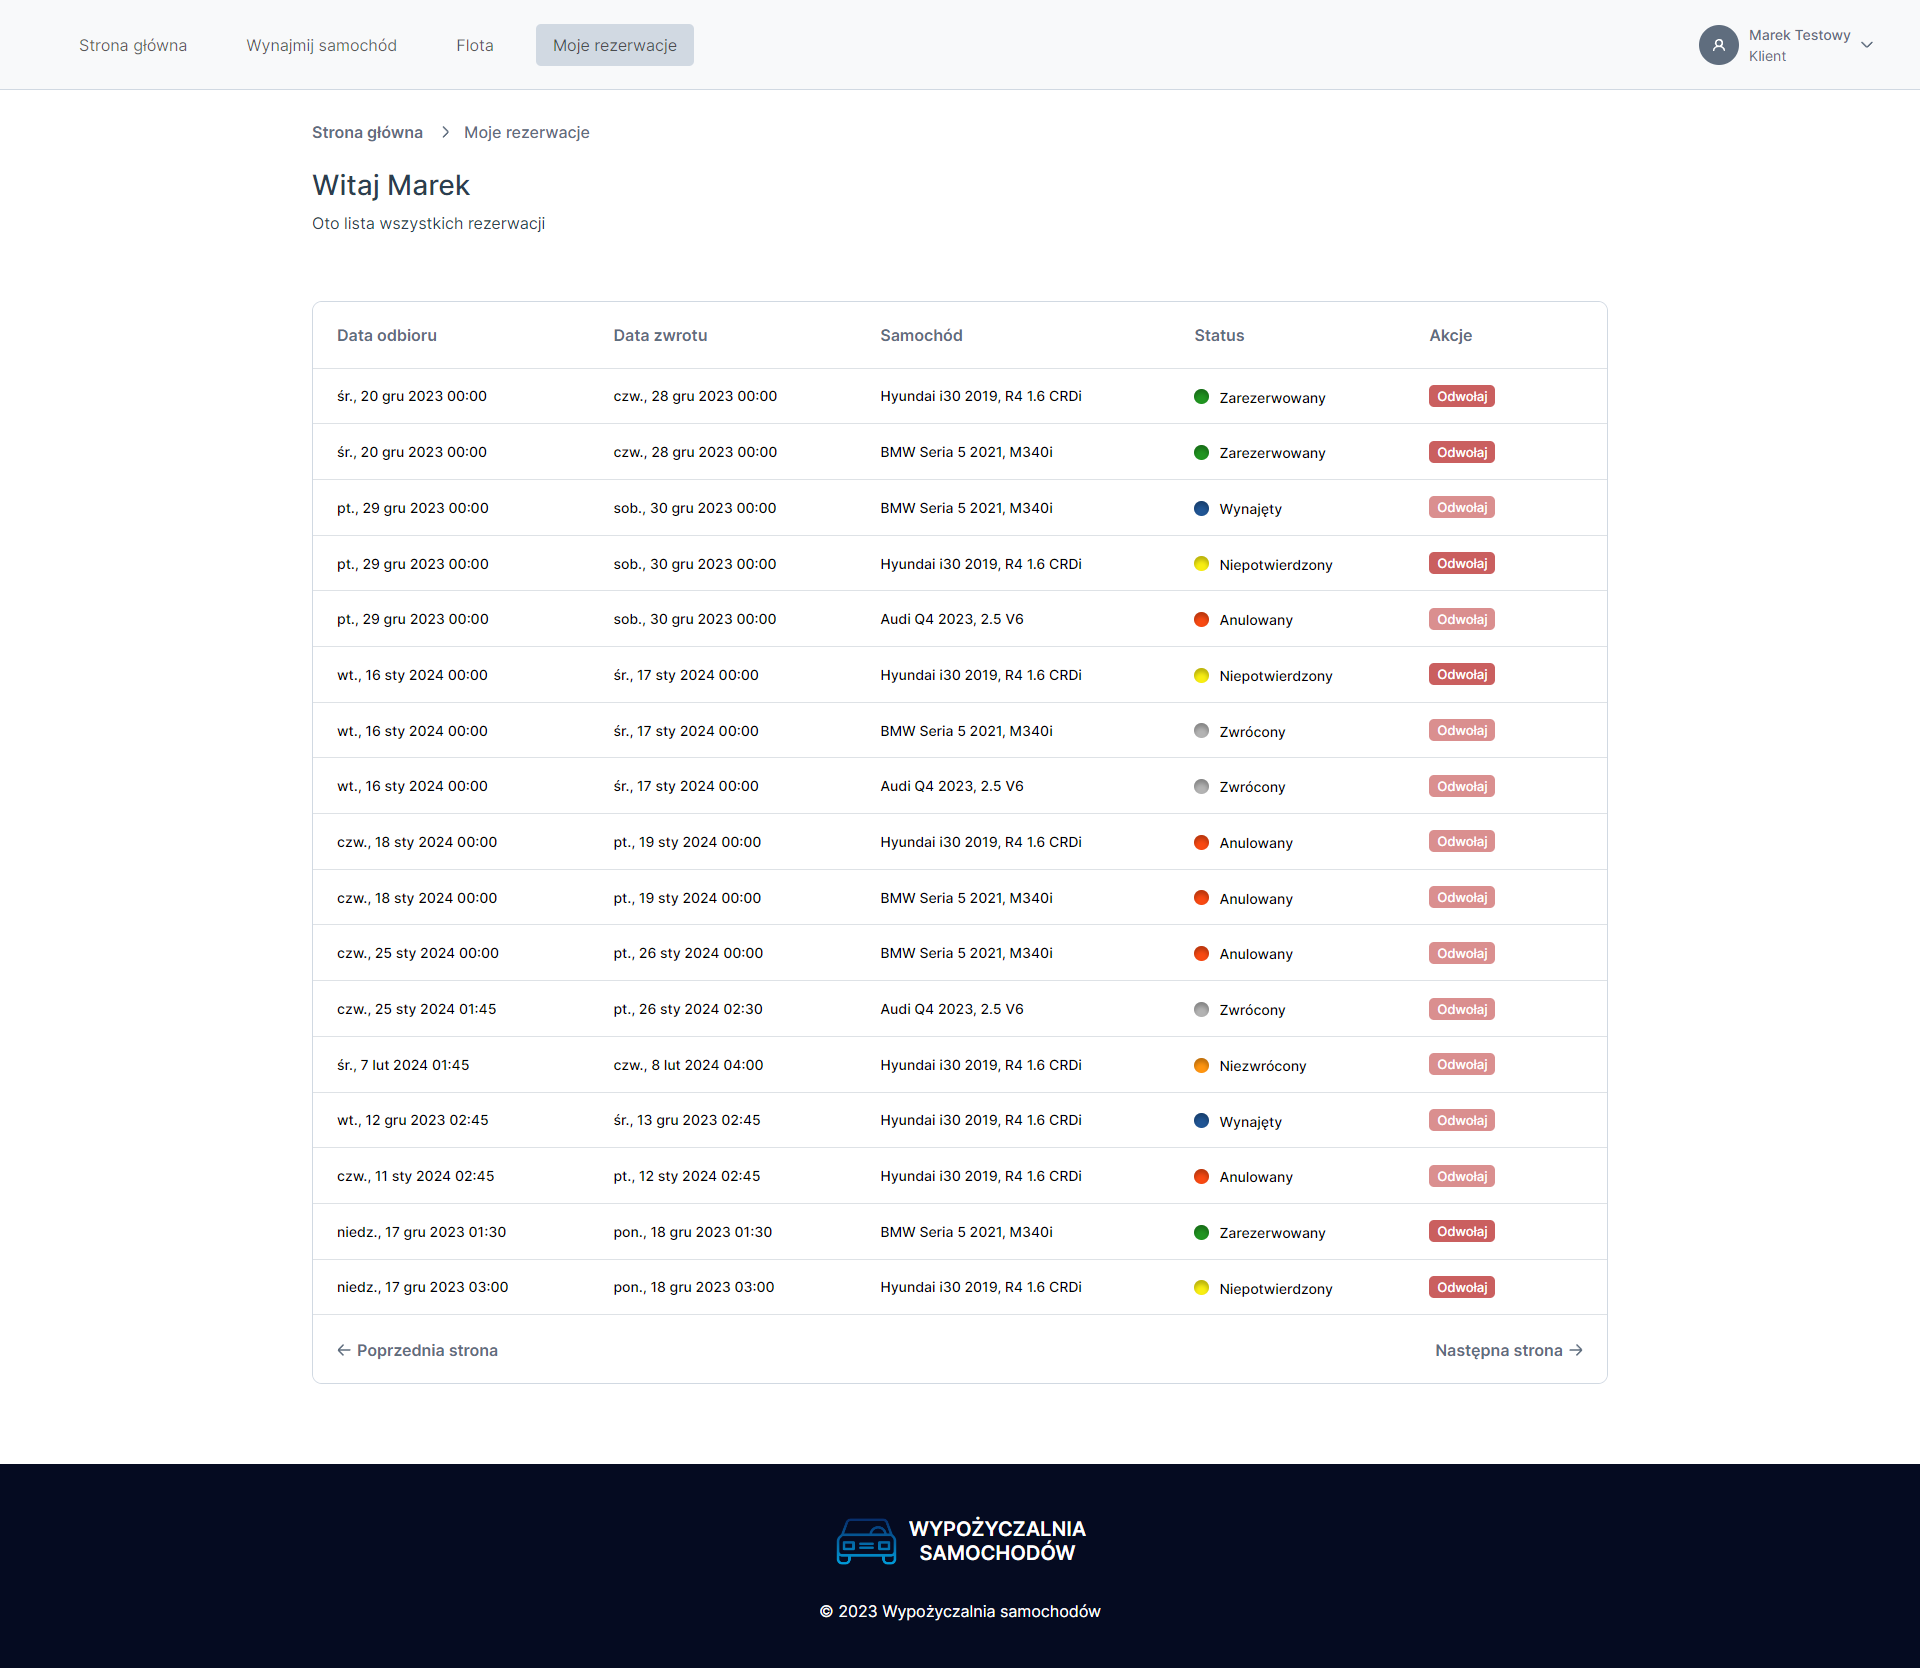 Strona główna Wynajmij samochód Flota Moje rezerwacje Marek Testowy
Klient
Strona główna Moje rezerwacje
Witaj Marek
Oto lista wszystkich rezerwacji
Data odbioru Data zwrotu Samochód Status Akcje
śr., 20 gru 2023 00:00 czw., 28 gru 2023 00:00 Hyundai i30 2019, R4 1.6 CRDi Zarezerwowany Odwołaj
śr., 20 gru 2023 00:00 czw., 28 gru 2023 00:00 BMW Seria 5 2021, M340i Zarezerwowany Odwołaj
pt., 29 gru 2023 00:00 sob., 30 gru 2023 00:00 BMW Seria 5 2021, M340i Wynajęty Odwołaj
pt., 29 gru 2023 00:00 sob., 30 gru 2023 00:00 Hyundai i30 2019, R4 1.6 CRDi Niepotwierdzony Odwołaj
pt., 29 gru 2023 00:00 sob., 30 gru 2023 00:00 Audi Q4 2023, 2.5 V6 Anulowany Odwołaj
wt., 16 sty 2024 00:00 śr., 17 sty 2024 00:00 Hyundai i30 2019, R4 1.6 CRDi Niepotwierdzony Odwołaj
wt., 16 sty 2024 00:00 śr., 17 sty 2024 00:00 BMW Seria 5 2021, M340i Zwrócony Odwołaj
wt., 16 sty 2024 00:00 śr., 17 sty 2024 00:00 Audi Q4 2023, 2.5 V6 Zwrócony Odwołaj
czw., 18 sty 2024 00:00 pt., 19 sty 2024 00:00 Hyundai i30 2019, R4 1.6 CRDi Anulowany Odwołaj
czw., 18 sty 2024 00:00 pt., 19 sty 2024 00:00 BMW Seria 5 2021, M340i Anulowany Odwołaj
czw., 25 sty 2024 00:00 pt., 26 sty 2024 00:00 BMW Seria 5 2021, M340i Anulowany Odwołaj
czw., 25 sty 2024 01:45 pt., 26 sty 2024 02:30 Audi Q4 2023, 2.5 V6 Zwrócony Odwołaj
śr., 7 lut 2024 01:45 czw., 8 lut 2024 04:00 Hyundai i30 2019, R4 1.6 CRDi Niezwrócony Odwołaj
wt., 12 gru 2023 02:45 śr., 13 gru 2023 02:45 Hyundai i30 2019, R4 1.6 CRDi Wynajęty Odwołaj
czw., 11 sty 2024 02:45 pt., 12 sty 2024 02:45 Hyundai i30 2019, R4 1.6 CRDi Anulowany Odwołaj
niedz., 17 gru 2023 01:30 pon., 18 gru 2023 01:30 BMW Seria 5 2021, M340i Zarezerwowany Odwołaj
niedz., 17 gru 2023 03:00 pon., 18 gru 2023 03:00 Hyundai i30 2019, R4 1.6 CRDi Niepotwierdzony Odwołaj
← Poprzednia strona Następna strona →
WYPOŻYCZALNIA
SAMOCHODÓW
© 2023 Wypożyczalnia samochodów